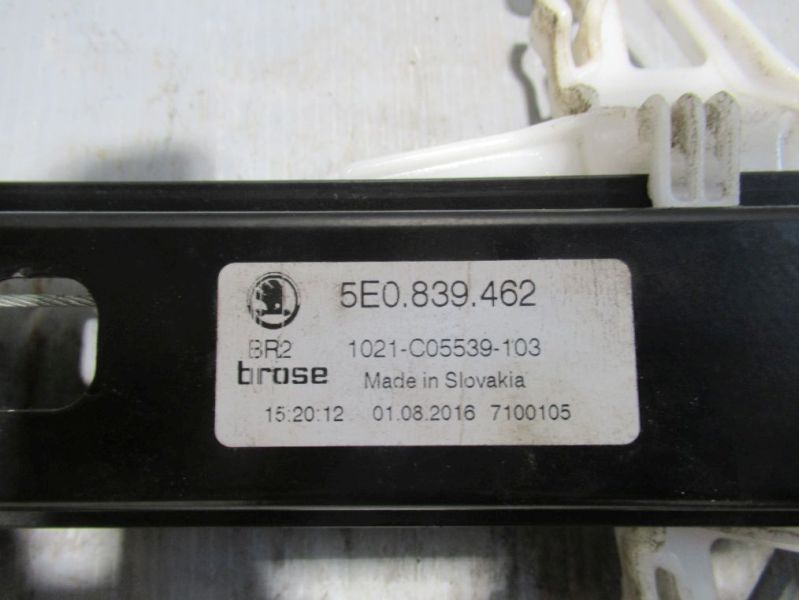 5E0.839.462
BR2 1021-C05539-103
brose Made in Slovakia
15:20:12 01.08.2016 7100105